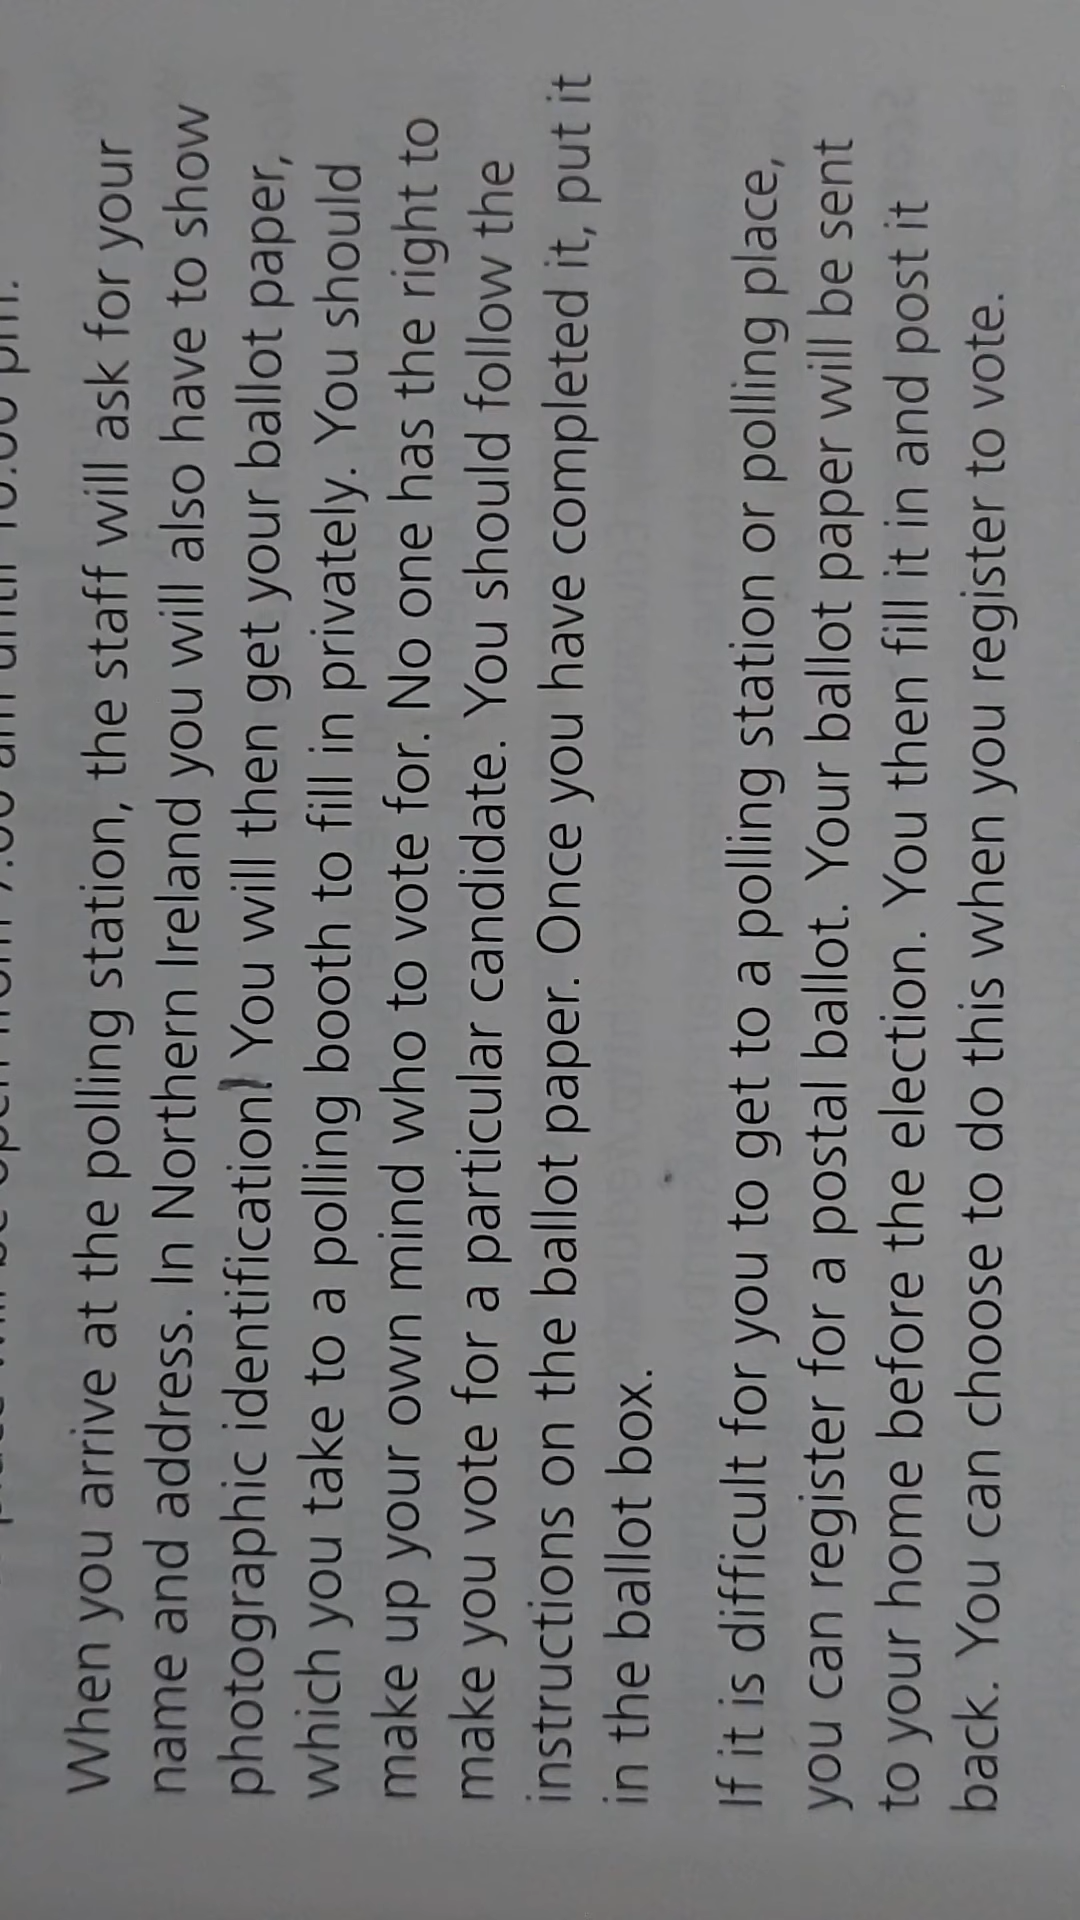 When you arrive at the polling station, the staff will ask for your
name and address. In Northern Ireland you will also have to show
photographic identification. You will then get your ballot paper,
which you take to a polling booth to fill in privately. You should
make up your own mind who to vote for. No one has the right to
make you vote for a particular candidate. You should follow the
instructions on the ballot paper. Once you have completed it, put it
in the ballot box.
If it is difficult for you to get to a polling station or polling place,
you can register for a postal ballot. Your ballot paper will be sent
to your home before the election. You then fill it in and post it
back. You can choose to do this when you register to vote.